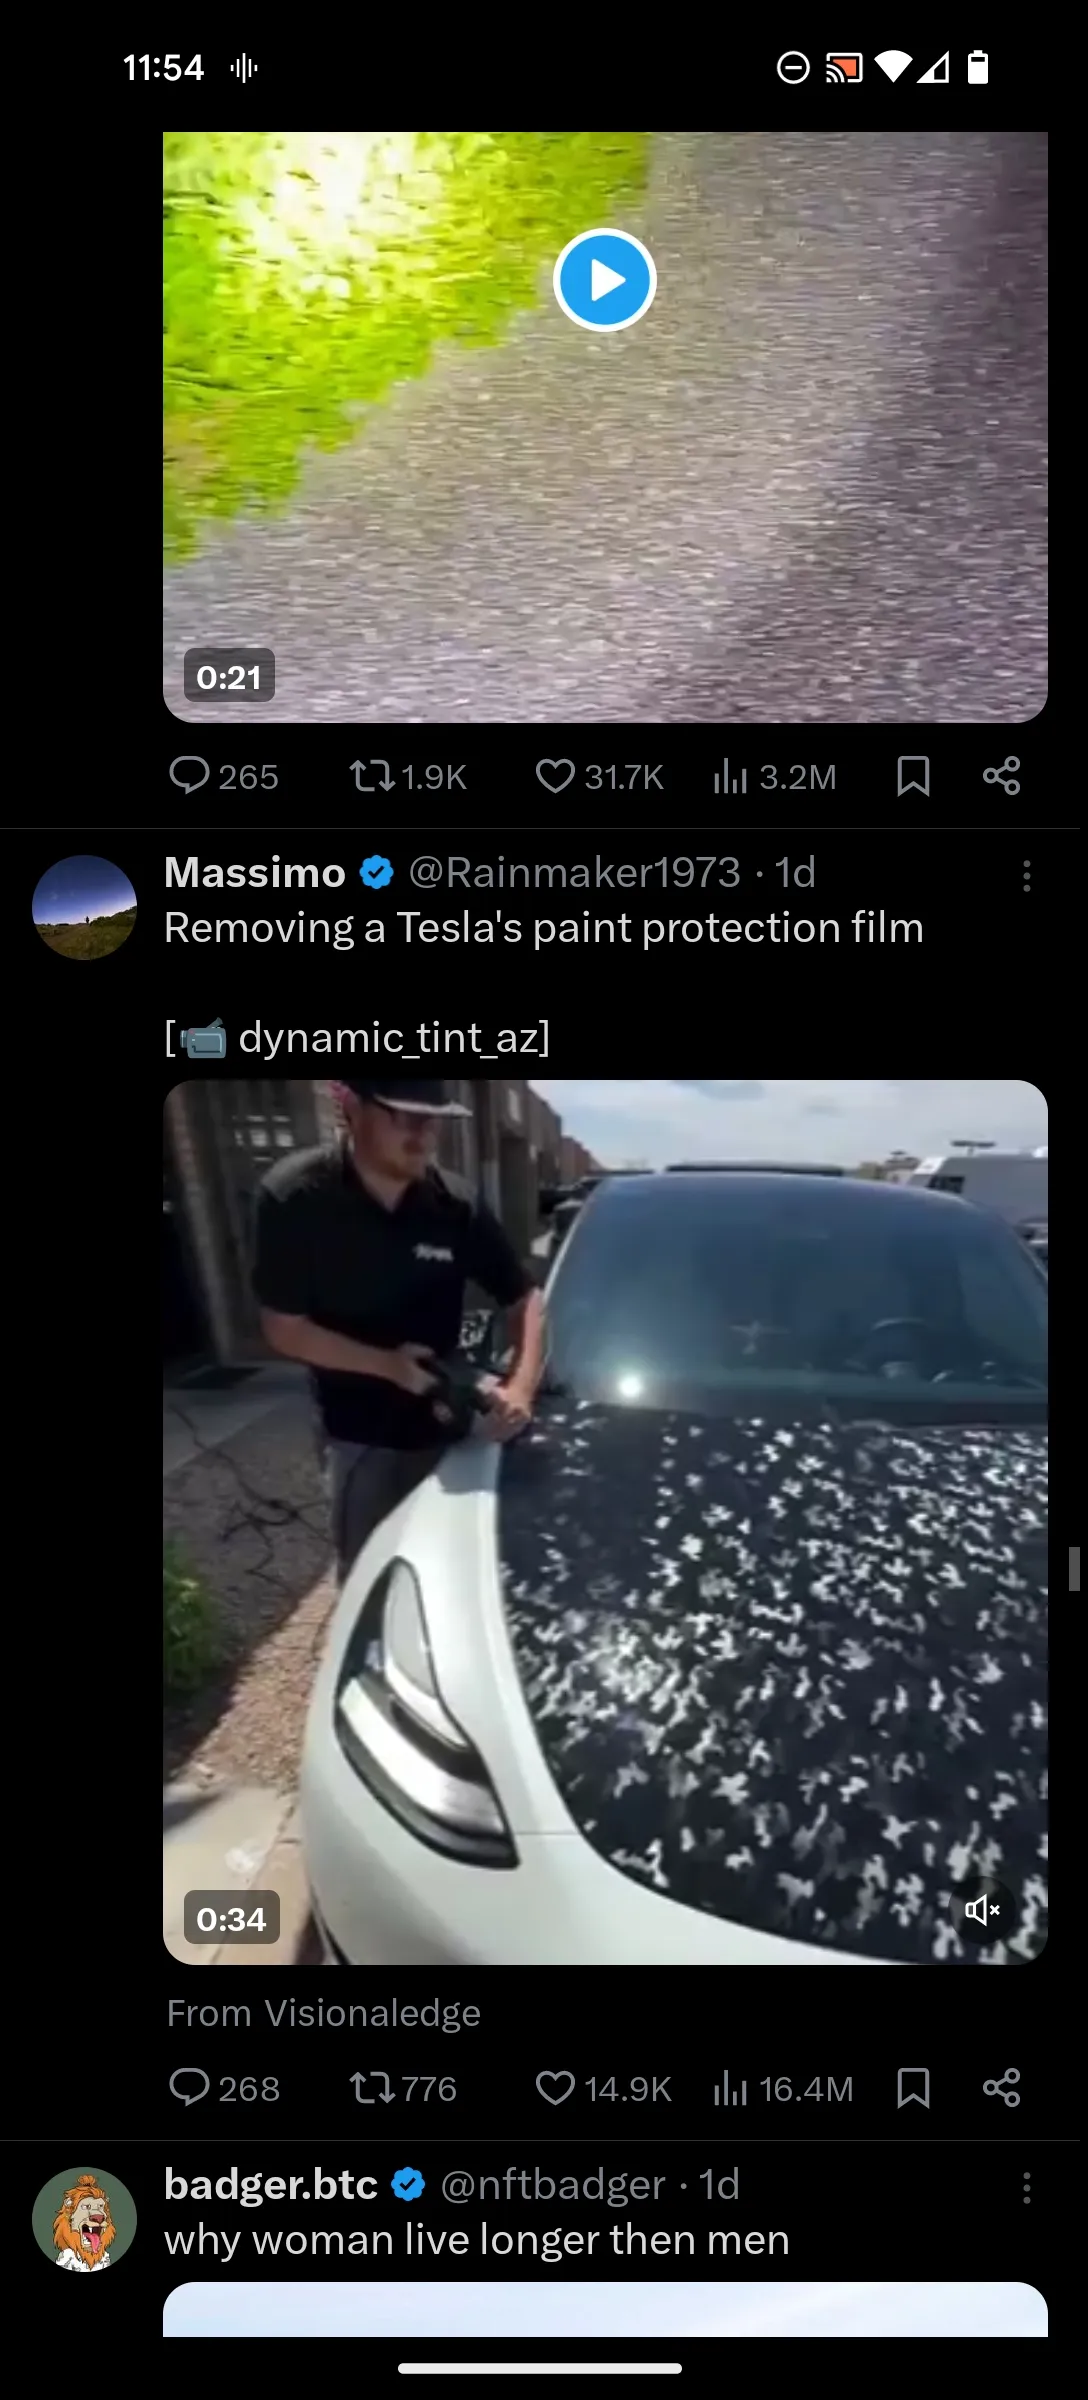 11:54
0:21
265 1.9K 31.7K 3.2M
Massimo @Rainmaker1973 · 1d
Removing a Tesla's paint protection film
[📹 dynamic_tint_az]
0:34
From Visionaledge
268 776 14.9K 16.4M
badger.btc @nftbadger · 1d
why woman live longer then men